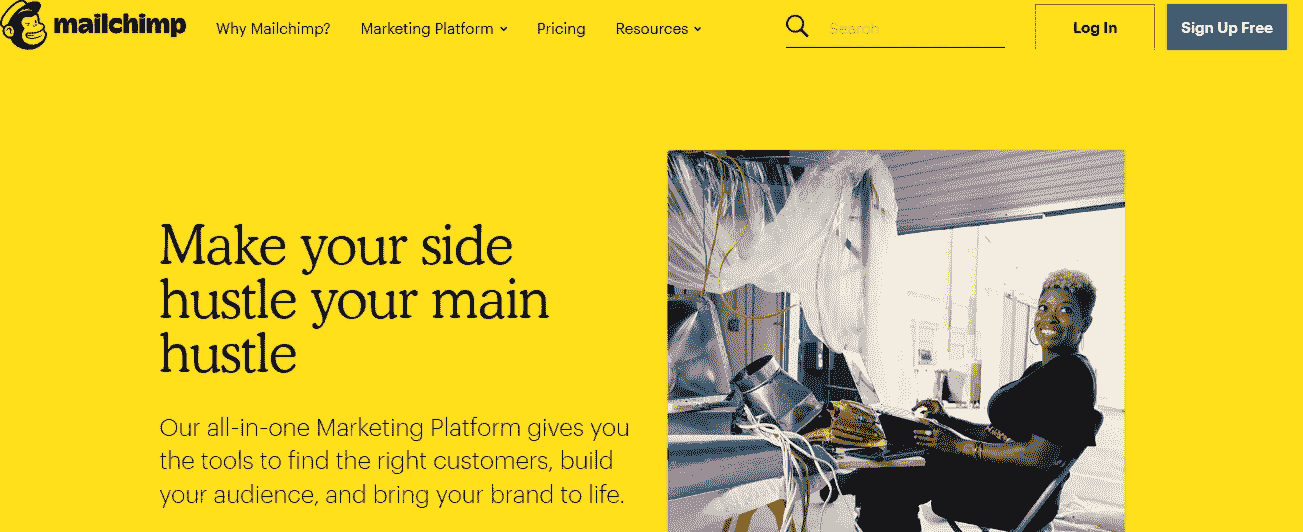 mailchimp Why Mailchimp? Marketing Platform Pricing Resources Search Log In Sign Up Free
Make your side
hustle your main
hustle
Our all-in-one Marketing Platform gives you
the tools to find the right customers, build
your audience, and bring your brand to life.